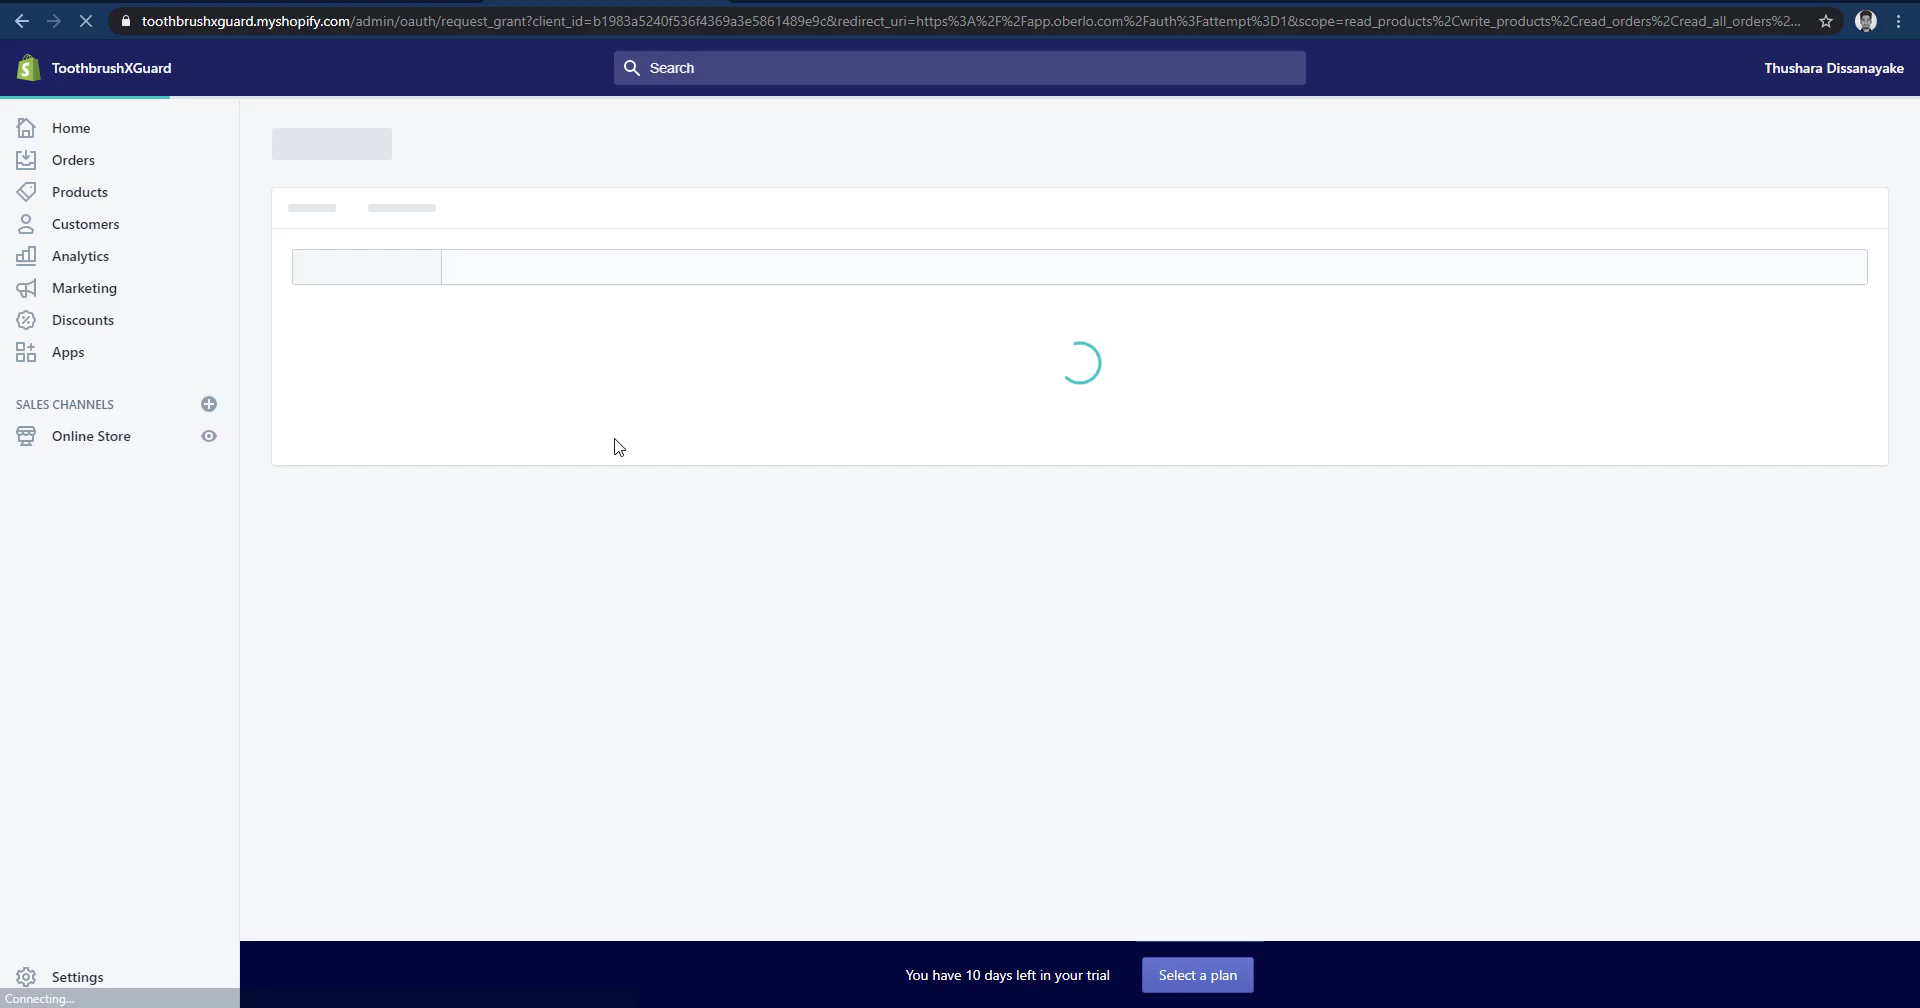 toothbrushxguard.myshopify.com/admin/oauth/request_grant?client_id=b1983a5240f536f4369a3e5861489e9c&redirect_uri=https%3A%2F%2Fapp.oberlo.com%2Fauth%3Fattempt%3D1&scope=read_products%2Cwrite_products%2Cread_orders%2Cread_all_orders%2...
ToothbrushXGuard
Search
Thushara Dissanayake
Home
Orders
Products
Customers
Analytics
Marketing
Discounts
Apps
SALES CHANNELS
Online Store
Settings
You have 10 days left in your trial
Select a plan
Connecting...